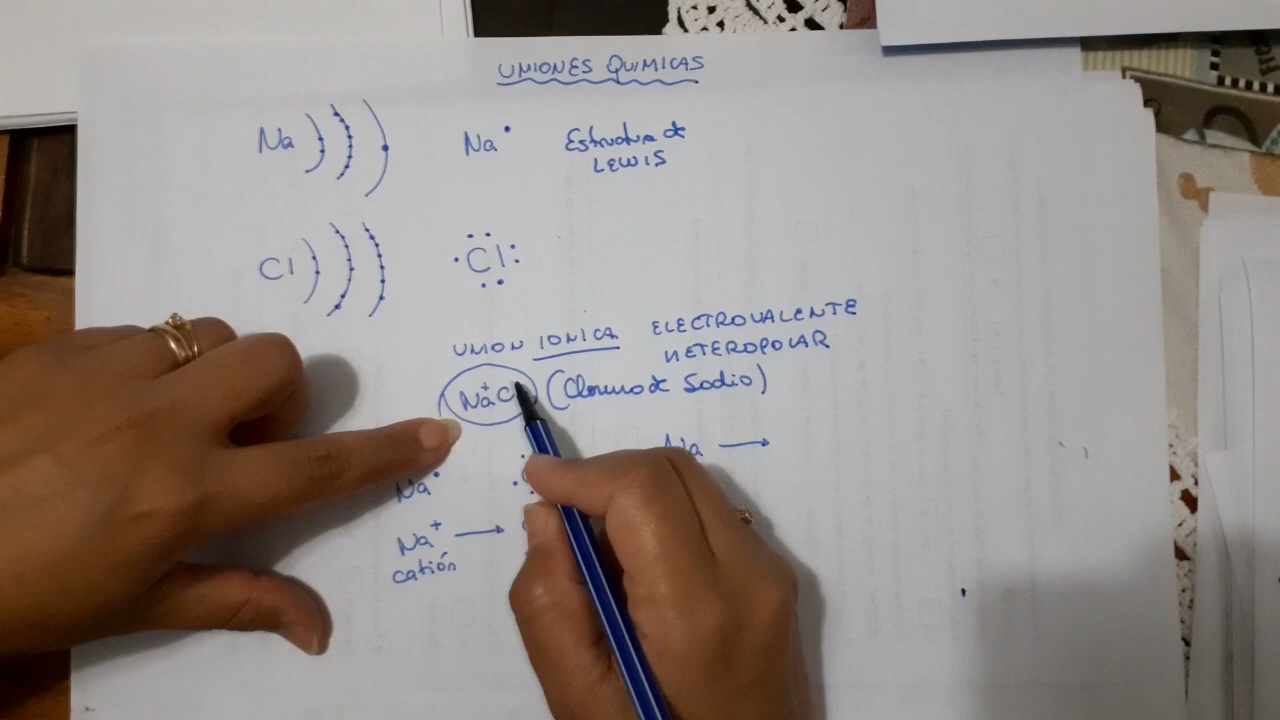 UNIONES QUIMICAS
Na Na• Estructura de
LEWIS
Cl Cl
UNION IONICA ELECTROVALENTE
HETEROPOLAR
Na+C (Cloruro de Sodio)
Na →
Na•
Na+ →
catión